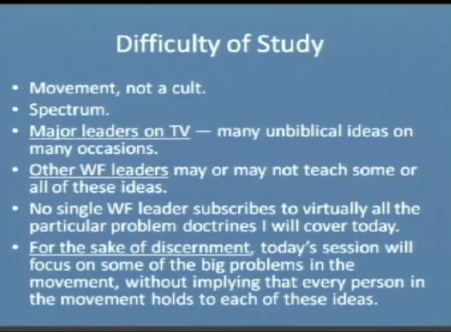 Difficulty of Study
• Movement, not a cult.
• Spectrum.
• Major leaders on TV — many unbiblical ideas on
many occasions.
• Other WF leaders may or may not teach some or
all of these ideas.
• No single WF leader subscribes to virtually all the
particular problem doctrines I will cover today.
• For the sake of discernment, today's session will
focus on some of the big problems in the
movement, without implying that every person in
the movement holds to each of these ideas.